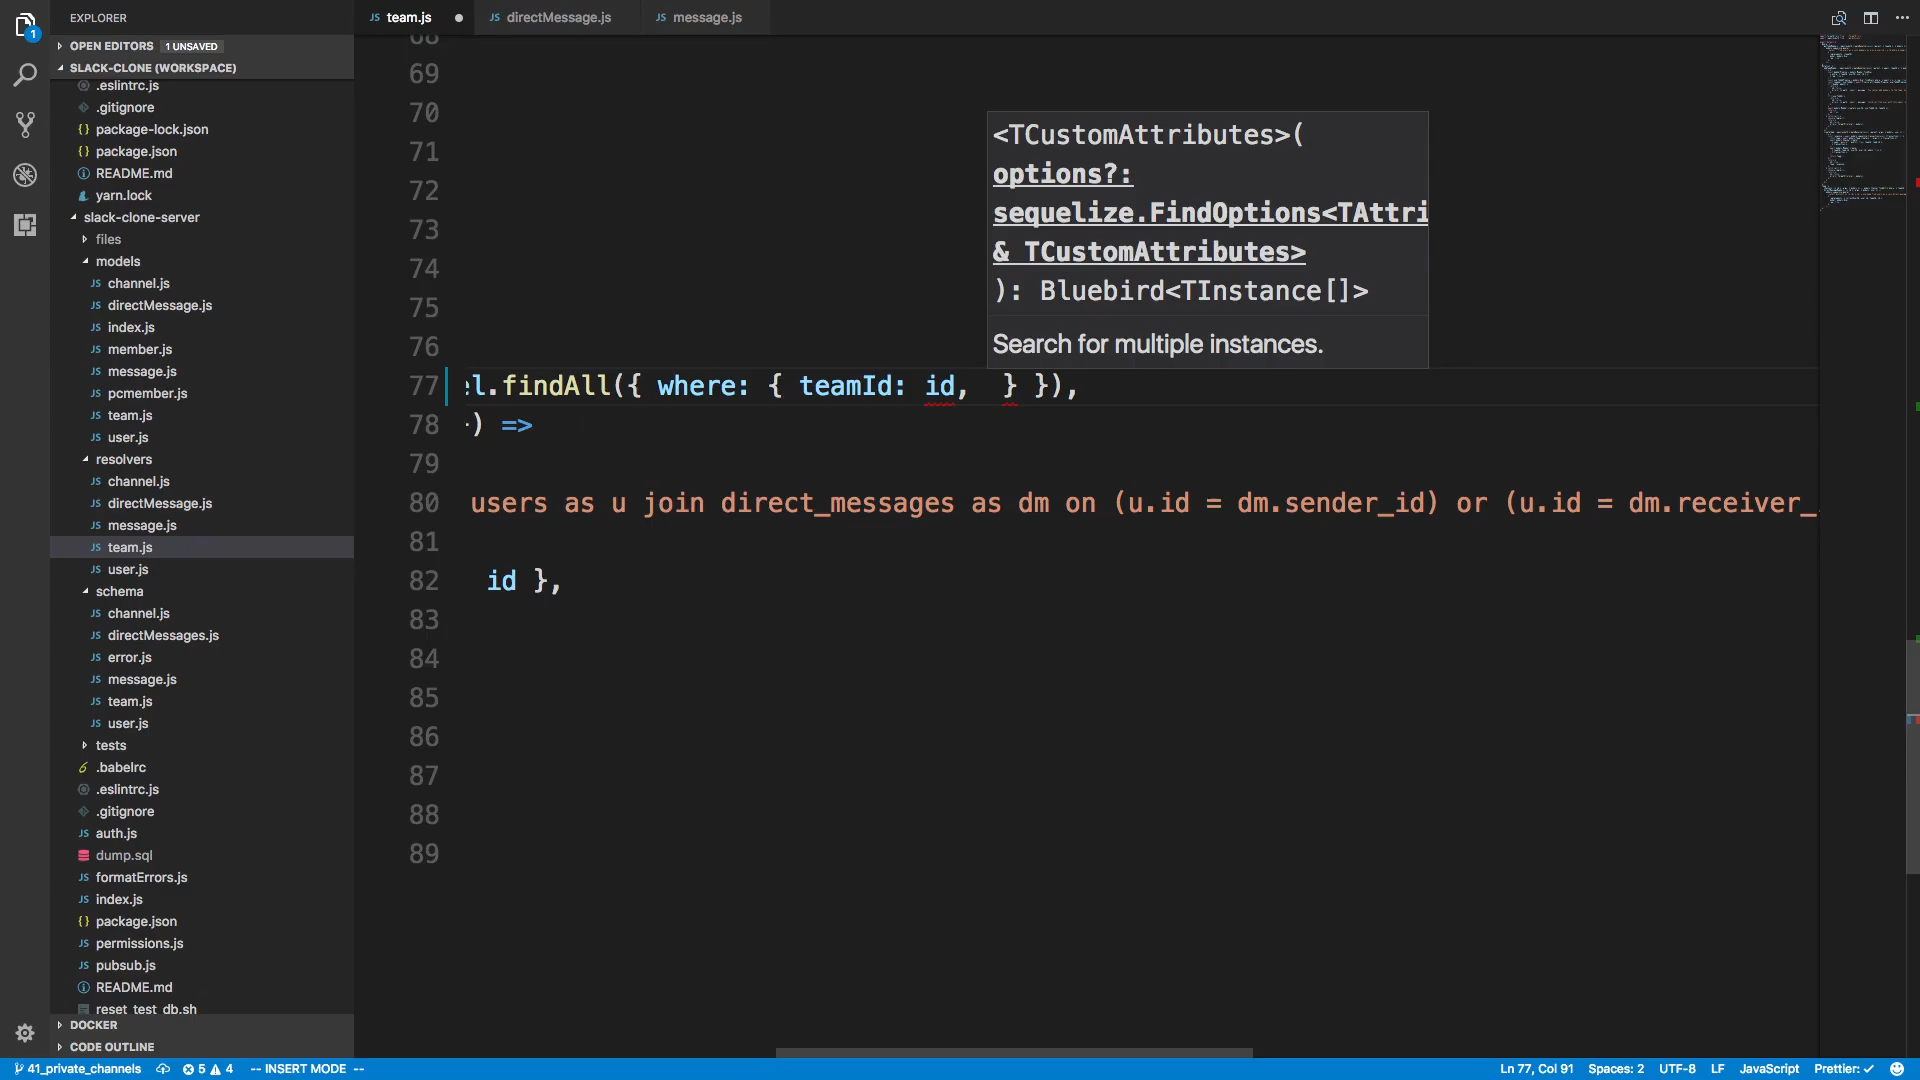 EXPLORER
OPEN EDITORS 1 UNSAVED
SLACK-CLONE (WORKSPACE)
.eslintrc.js
.gitignore
package-lock.json
package.json
README.md
yarn.lock
slack-clone-server
files
models
channel.js
directMessage.js
index.js
member.js
message.js
pcmember.js
team.js
user.js
resolvers
channel.js
directMessage.js
message.js
team.js
user.js
schema
channel.js
directMessages.js
error.js
message.js
team.js
user.js
tests
.babelrc
.eslintrc.js
.gitignore
auth.js
dump.sql
formatErrors.js
index.js
package.json
permissions.js
pubsub.js
README.md
reset_test_db.sh
DOCKER
CODE OUTLINE
JS team.js
JS directMessage.js
JS message.js
68
69
70
71
72
73
74
75
76
77 el.findAll({ where: { teamId: id,  } }),
78 ) =>
79
80 users as u join direct_messages as dm on (u.id = dm.sender_id) or (u.id = dm.receiver_
81
82 id },
83
84
85
86
87
88
89
<TCustomAttributes>(
options?:
sequelize.FindOptions<TAttri
& TCustomAttributes>
): Bluebird<TInstance[]>
Search for multiple instances.
41_private_channels 5 4 -- INSERT MODE -- Ln 77, Col 91 Spaces: 2 UTF-8 LF JavaScript Prettier: ✓